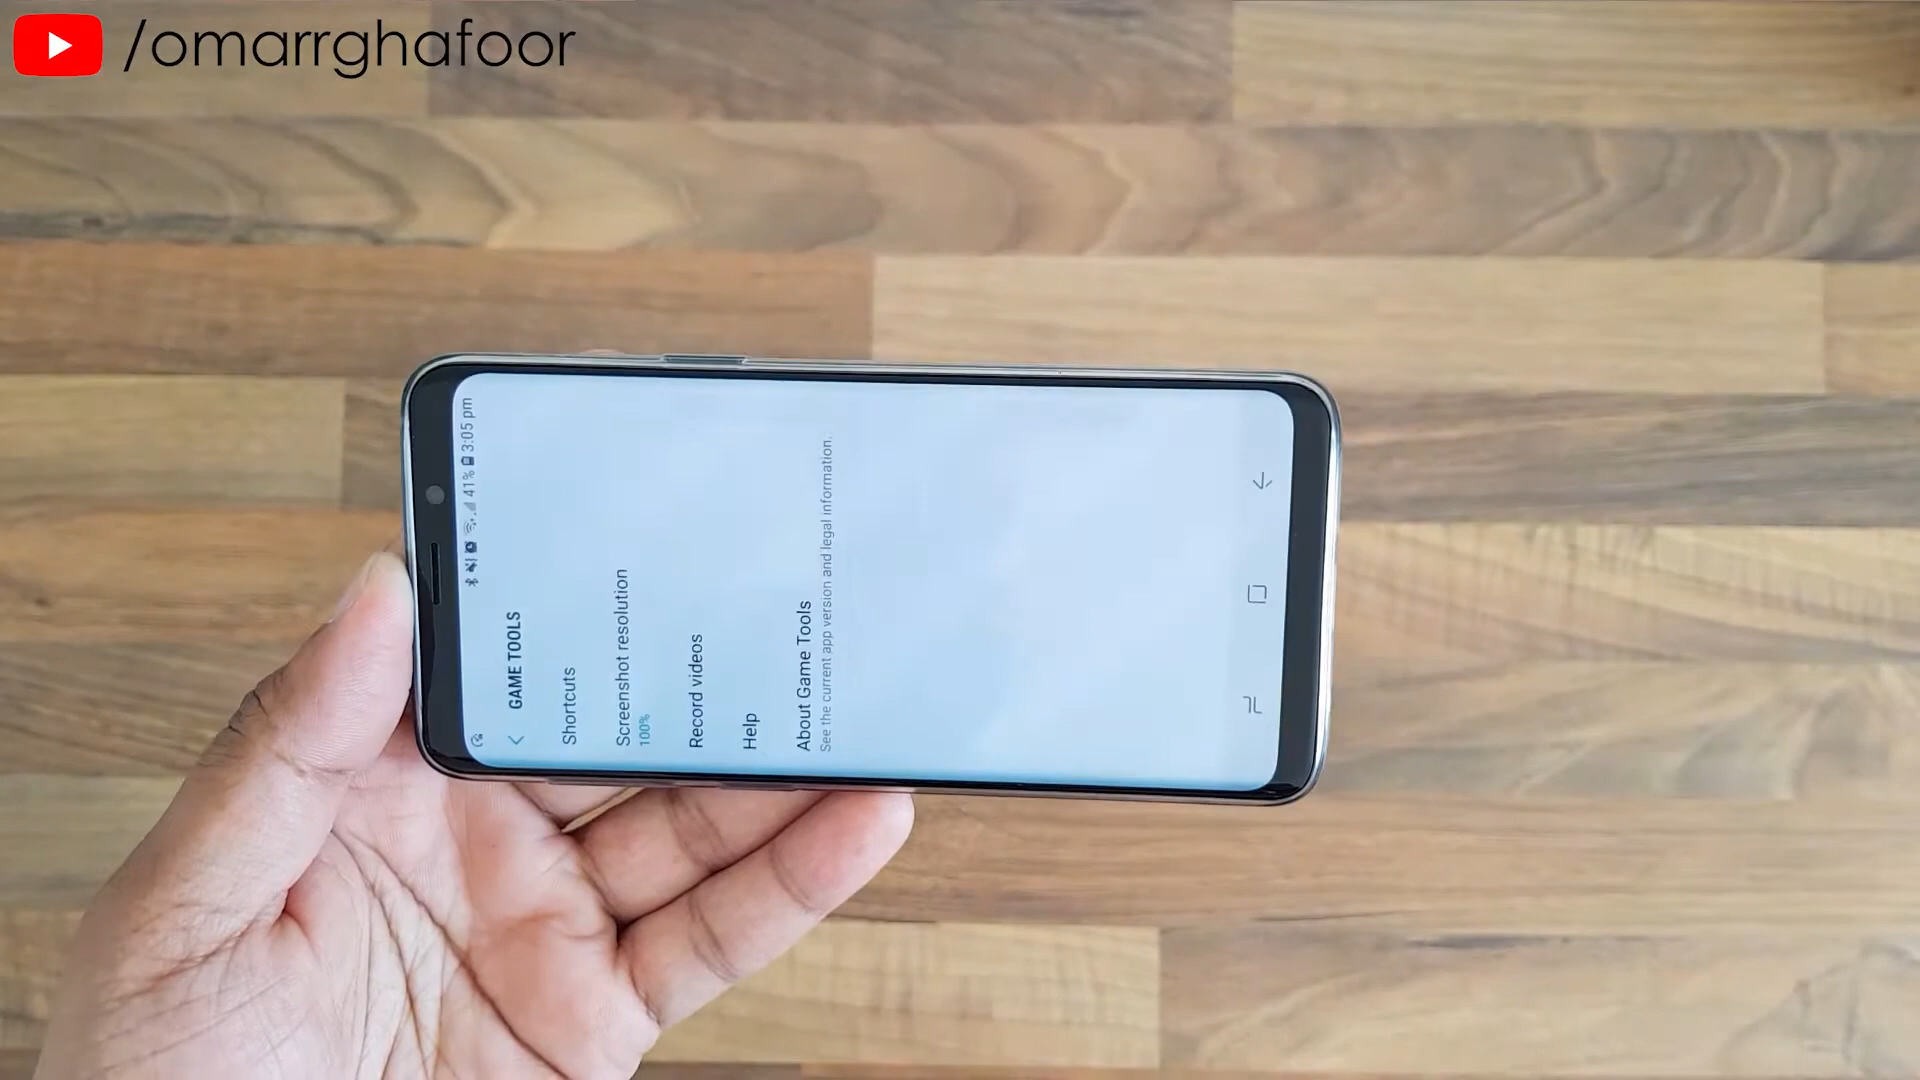 /omarrghafoor
41% 3:05 pm
GAME TOOLS
Shortcuts
Screenshot resolution
100%
Record videos
Help
About Game Tools
See the current app version and legal information.